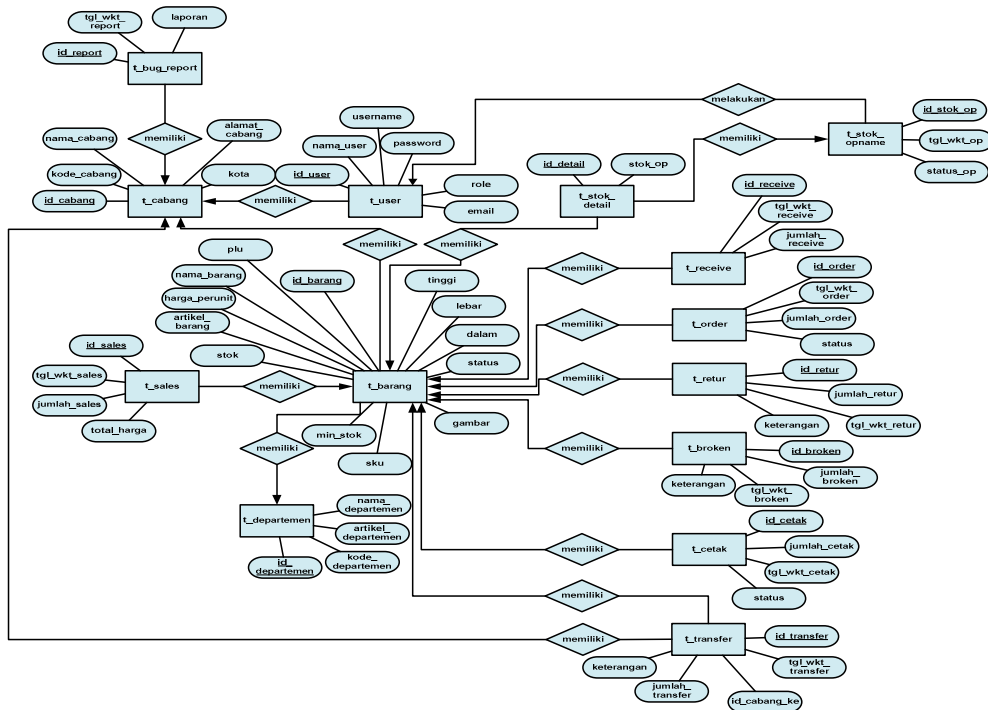 tgl_wkt_
report
laporan
id_report
t_bug_report
memiliki
nama_cabang
alamat_
cabang
kode_cabang
kota
id_cabang
t_cabang
memiliki
username
nama_user
password
id_user
role
t_user
email
melakukan
memiliki
id_stok_op
t_stok_
opname
tgl_wkt_op
status_op
id_detail
stok_op
t_stok_
detail
memiliki
memiliki
id_receive
tgl_wkt_
receive
jumlah_
receive
memiliki
t_receive
plu
nama_barang
id_barang
tinggi
harga_perunit
lebar
artikel_
barang
dalam
stok
status
t_barang
min_stok
gambar
sku
id_sales
tgl_wkt_sales
t_sales
memiliki
jumlah_sales
total_harga
memiliki
t_departemen
nama_
departemen
artikel_
departemen
kode_
departemen
id_
departemen
id_order
tgl_wkt_
order
memiliki
t_order
jumlah_order
status
memiliki
t_retur
id_retur
jumlah_retur
keterangan
tgl_wkt_retur
memiliki
t_broken
id_broken
jumlah_
broken
keterangan
tgl_wkt_
broken
id_cetak
memiliki
t_cetak
jumlah_cetak
tgl_wkt_cetak
status
memiliki
memiliki
t_transfer
id_transfer
keterangan
tgl_wkt_
transfer
jumlah_
transfer
id_cabang_ke